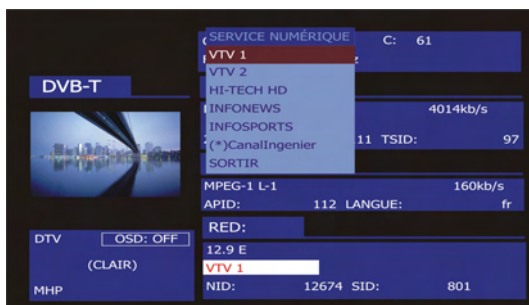 SERVICE NUMÉRIQUE
C: 61
VTV 1
VTV 2
DVB-T
HI-TECH HD
INFONEWS
4014kb/s
INFOSPORTS
11 TSID: 97
(*)CanalIngenier
SORTIR
MPEG-1 L-1 160kb/s
APID: 112 LANGUE: fr
RED:
DTV OSD: OFF
12.9 E
(CLAIR)
VTV 1
MHP
NID: 12674 SID: 801